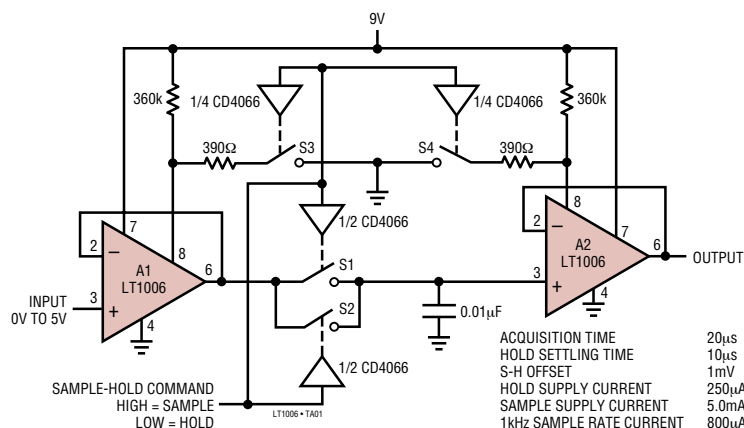 9V
360k
1/4 CD4066
1/4 CD4066
360k
390Ω
S3
S4
390Ω
7
8
1/2 CD4066
8
7
2
–
A1
LT1006
6
S1
2
–
A2
LT1006
6
OUTPUT
INPUT
0V TO 5V
3
+
4
S2
0.01µF
3
+
4
1/2 CD4066
SAMPLE-HOLD COMMAND
HIGH = SAMPLE
LOW = HOLD
LT1006 • TA01
ACQUISITION TIME 20µs
HOLD SETTLING TIME 10µs
S-H OFFSET 1mV
HOLD SUPPLY CURRENT 250µA
SAMPLE SUPPLY CURRENT 5.0mA
1kHz SAMPLE RATE CURRENT 800µA